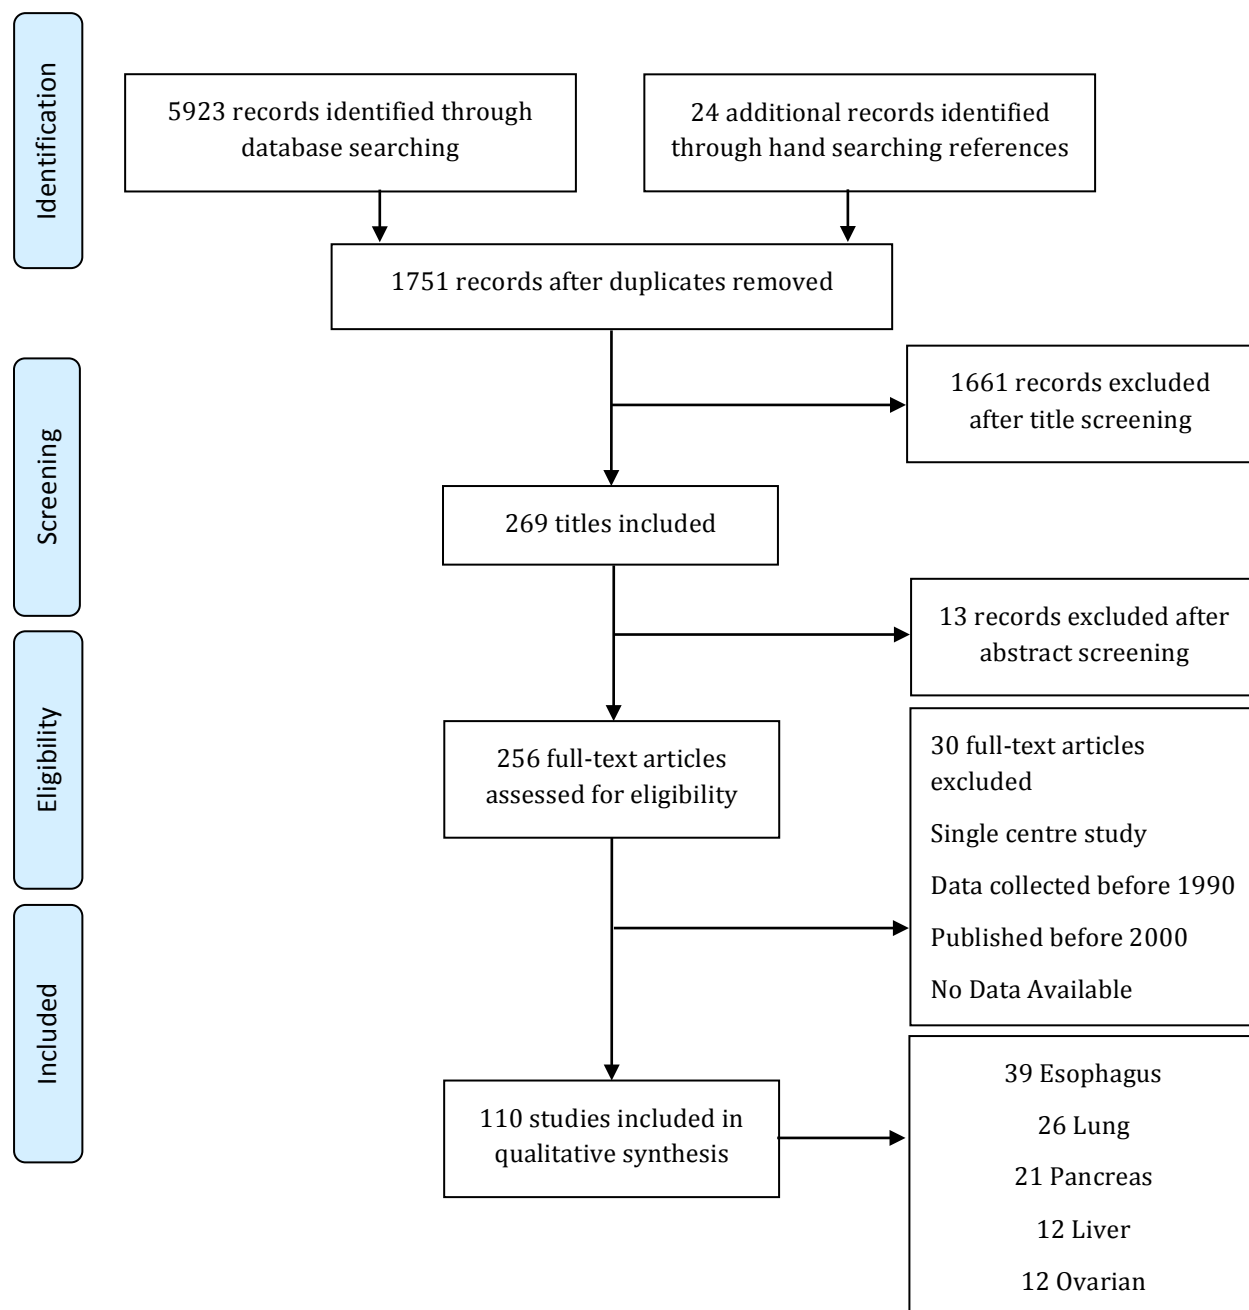 Identification
5923 records identified through
database searching
24 additional records identified
through hand searching references
1751 records after duplicates removed
Screening
1661 records excluded
after title screening
269 titles included
13 records excluded after
abstract screening
Eligibility
256 full-text articles
assessed for eligibility
30 full-text articles
excluded
Single centre study
Data collected before 1990
Published before 2000
No Data Available
Included
110 studies included in
qualitative synthesis
39 Esophagus
26 Lung
21 Pancreas
12 Liver
12 Ovarian